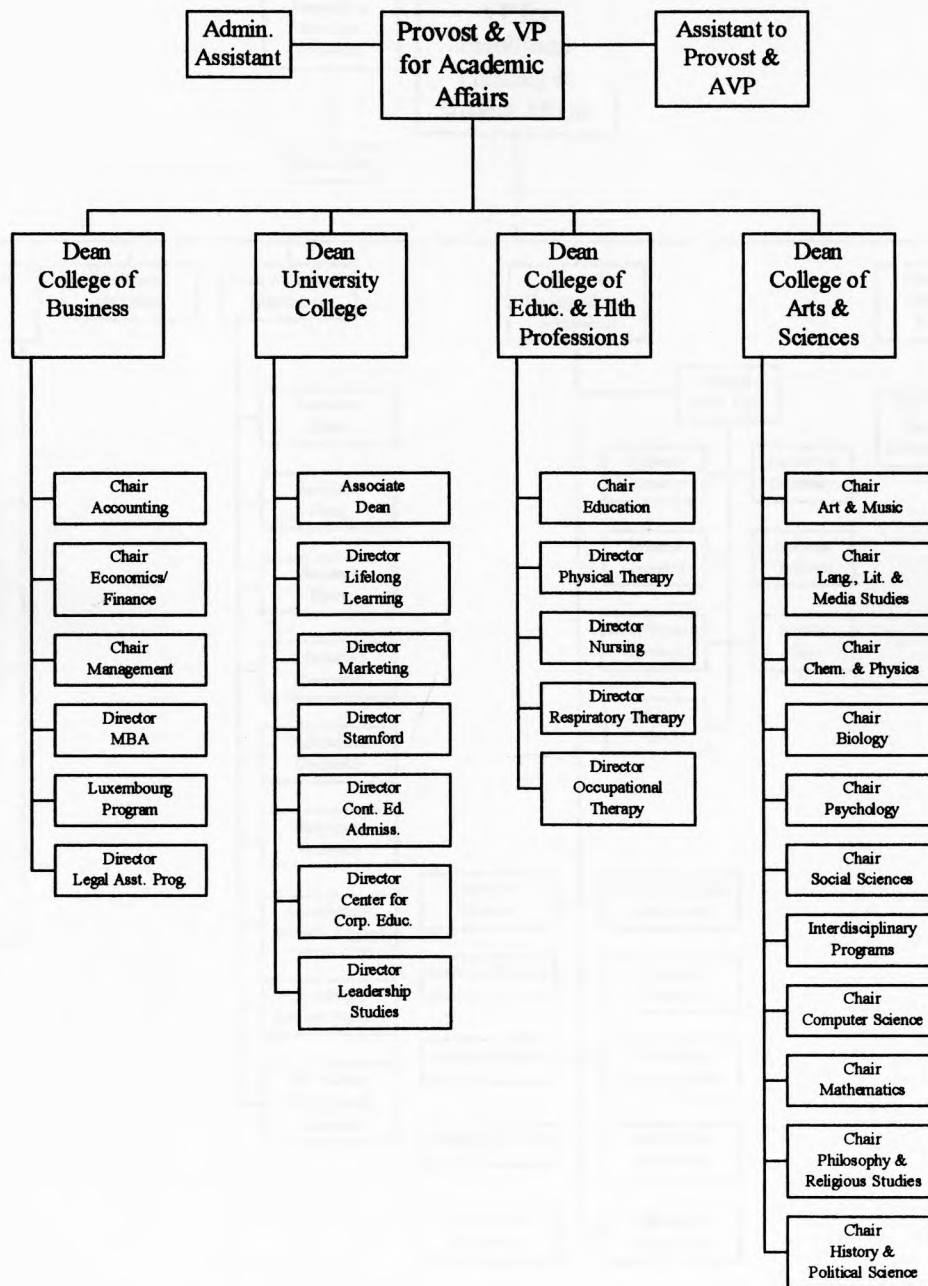 Admin.
Assistant
Provost & VP
for Academic
Affairs
Assistant to
Provost &
AVP
Dean
College of
Business
Dean
University
College
Dean
College of
Educ. & Hlth
Professions
Dean
College of
Arts &
Sciences
Chair
Accounting
Chair
Economics/
Finance
Chair
Management
Director
MBA
Luxembourg
Program
Director
Legal Asst. Prog.
Associate
Dean
Director
Lifelong
Learning
Director
Marketing
Director
Stamford
Director
Cont. Ed.
Admiss.
Director
Center for
Corp. Educ.
Director
Leadership
Studies
Chair
Education
Director
Physical Therapy
Director
Nursing
Director
Respiratory Therapy
Director
Occupational
Therapy
Chair
Art & Music
Chair
Lang., Lit. &
Media Studies
Chair
Chem. & Physics
Chair
Biology
Chair
Psychology
Chair
Social Sciences
Interdisciplinary
Programs
Chair
Computer Science
Chair
Mathematics
Chair
Philosophy &
Religious Studies
Chair
History &
Political Science